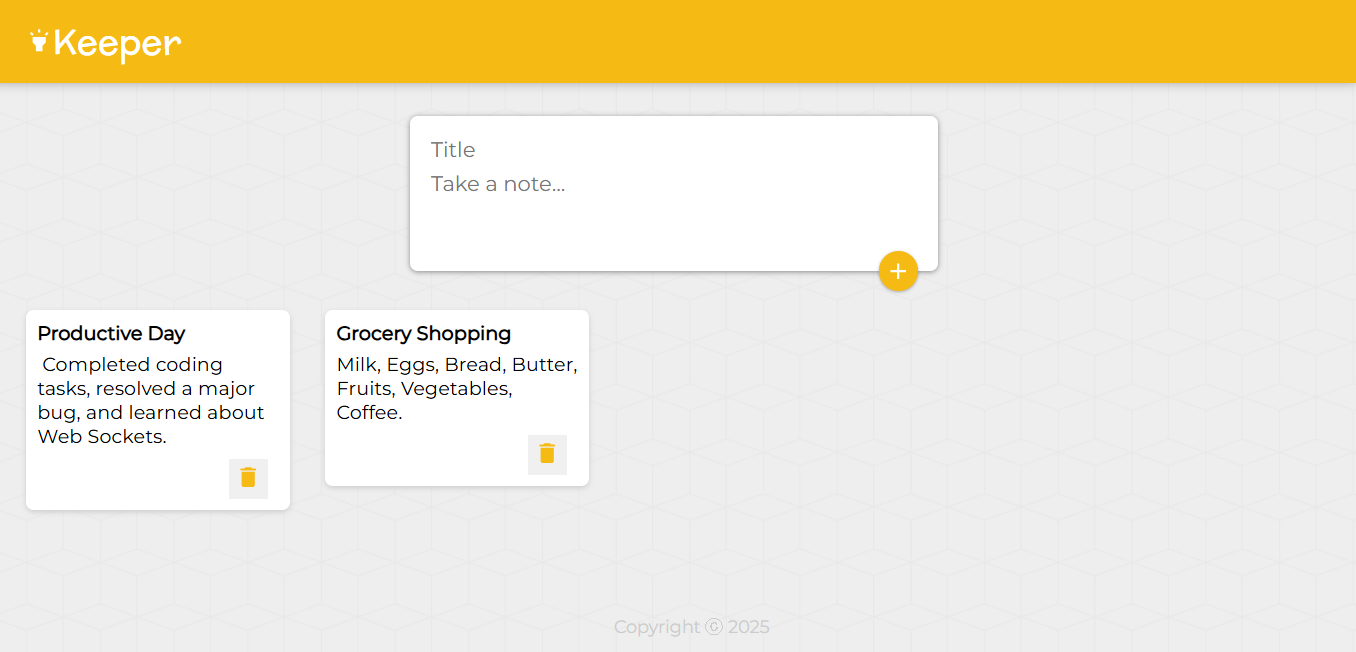 Keeper
Title
Take a note...
Productive Day
Completed coding
tasks, resolved a major
bug, and learned about
Web Sockets.
Grocery Shopping
Milk, Eggs, Bread, Butter,
Fruits, Vegetables,
Coffee.
Copyright ⓒ 2025